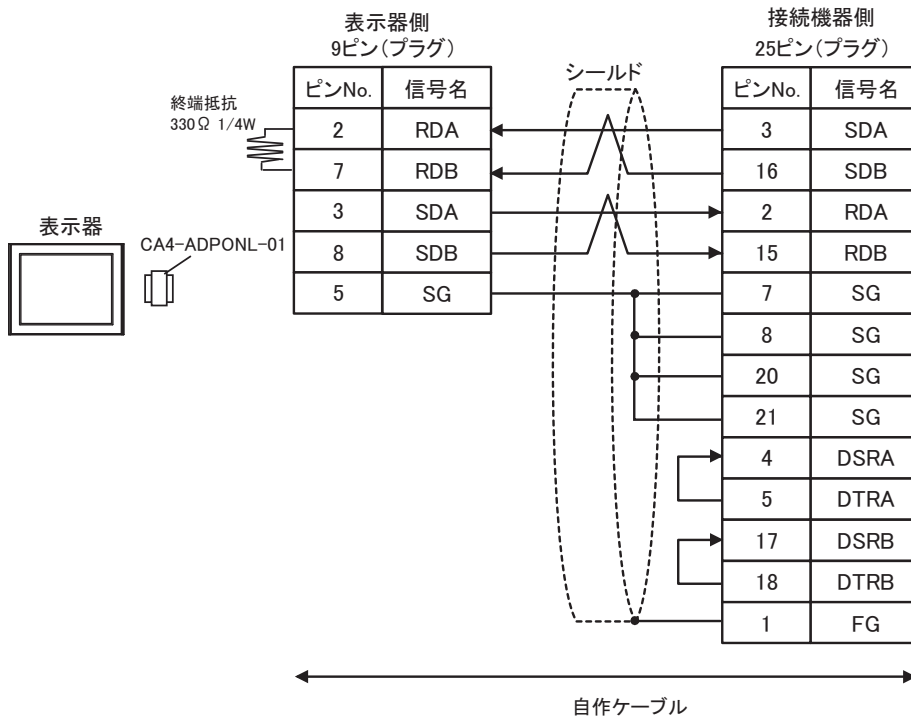 表示器側
9ピン(プラグ)
接続機器側
25ピン(プラグ)
シールド
終端抵抗
330Ω 1/4W
表示器
CA4-ADPONL-01
ピンNo. 信号名
2 RDA
7 RDB
3 SDA
8 SDB
5 SG
ピンNo. 信号名
3 SDA
16 SDB
2 RDA
15 RDB
7 SG
8 SG
20 SG
21 SG
4 DSRA
5 DTRA
17 DSRB
18 DTRB
1 FG
自作ケーブル